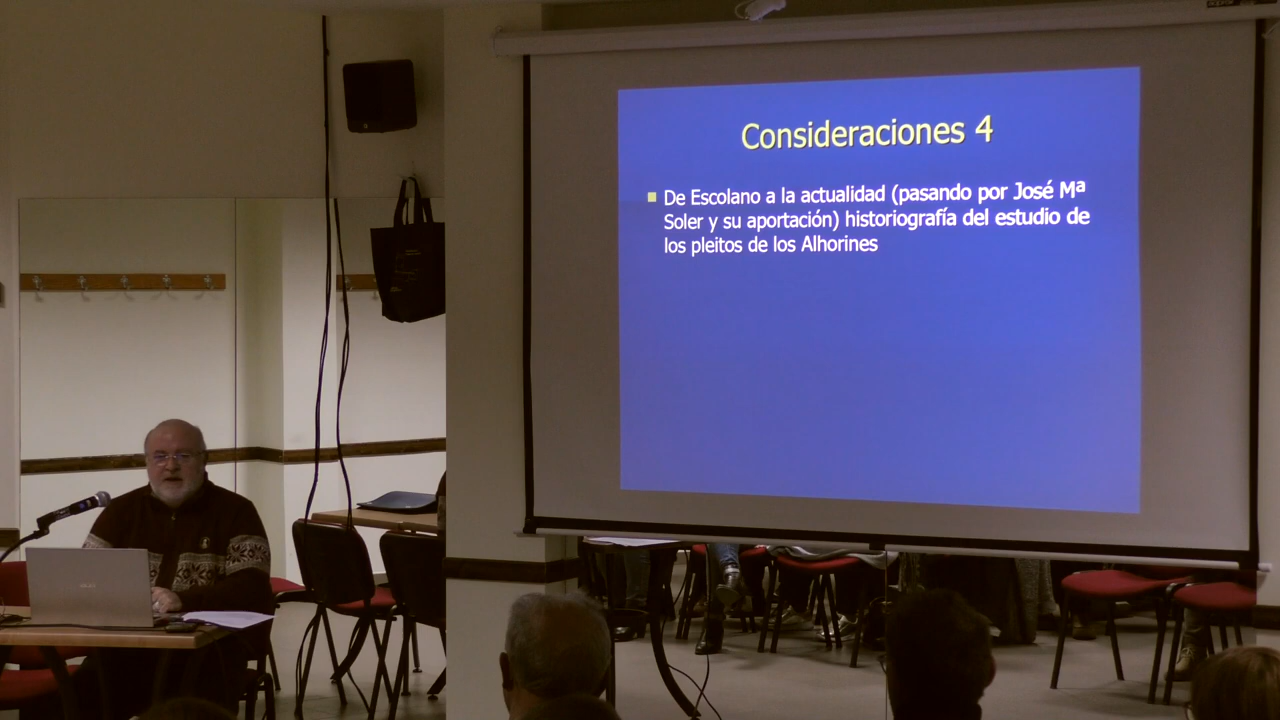 Consideraciones 4
De Escolano a la actualidad (pasando por José Mª
Soler y su aportación) historiografía del estudio de
los pleitos de los Alhorines